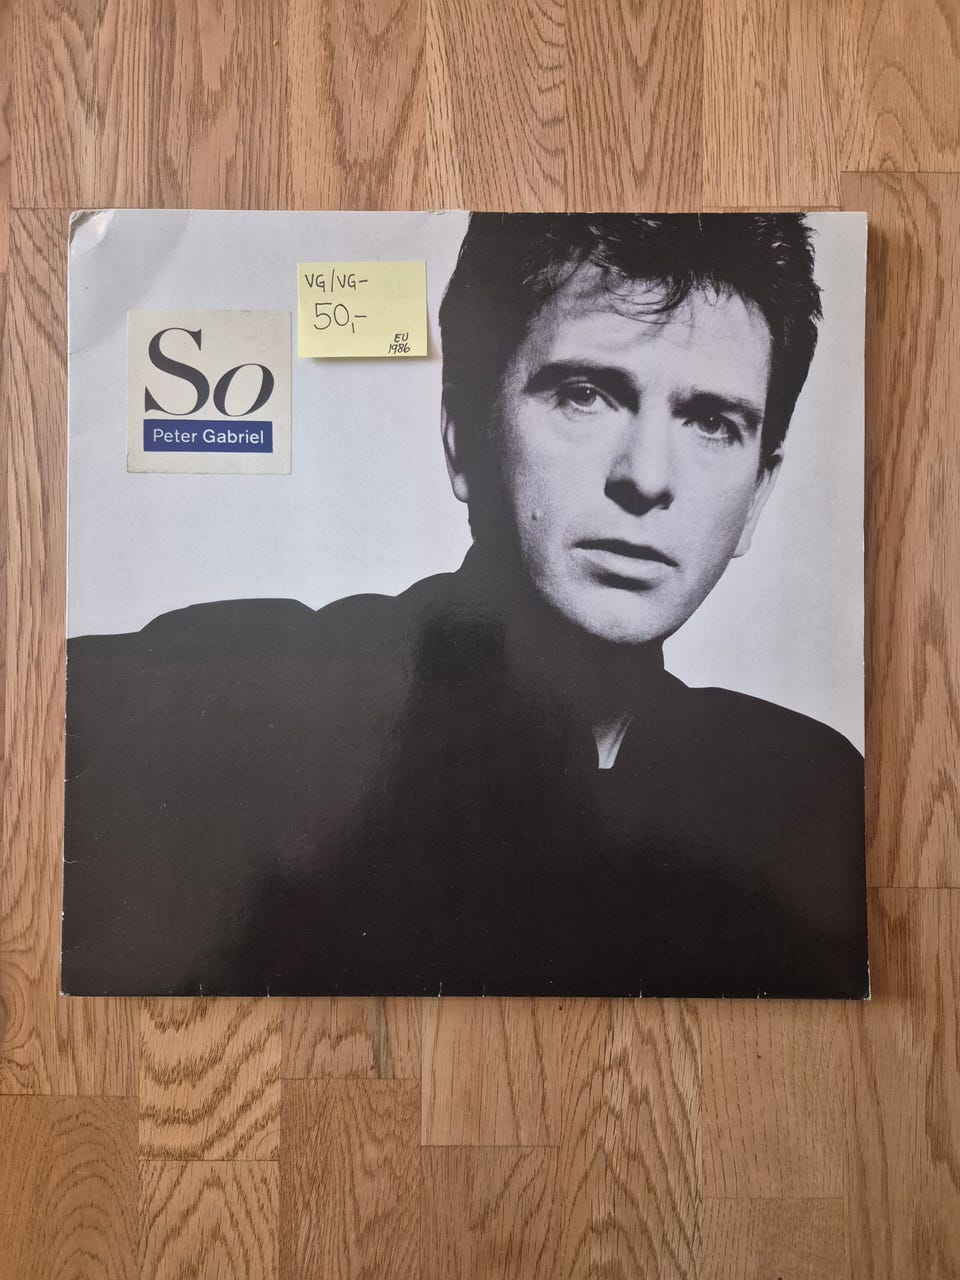 So
Peter Gabriel
VG/VG-
50,-
EU
1986